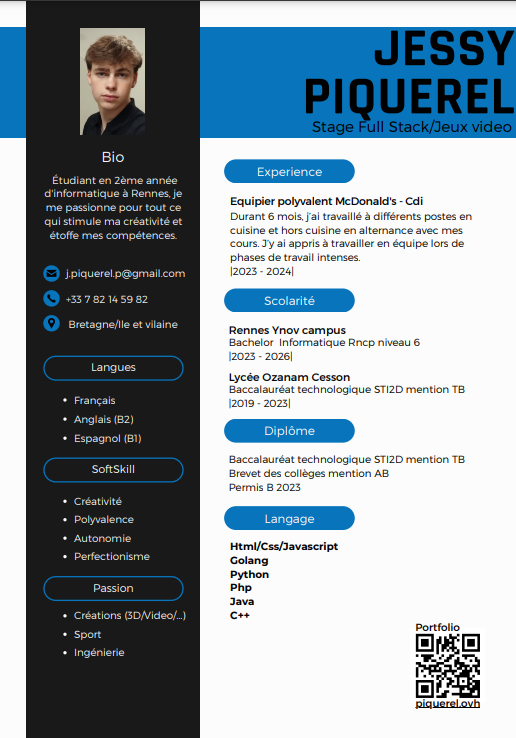 JESSY
PIQUEREL
Stage Full Stack/Jeux video
Bio
Étudient en 2ème année
d'informatique à Rennes, je
me passionne pour tout ce
qui stimule ma créativité et
étoffe mes compétences.
j.piquerel.p@gmail.com
+33 7 82 14 59 82
Bretagne/Ile et vilaine
Langues
Français
Anglais (B2)
Espagnol (B1)
SoftSkill
Créativité
Polyvalence
Autonomie
Perfectionisme
Passion
Créations (3D/Video/...)
Sport
Ingénierie
Experience
Equipier polyvalent McDonald's - Cdi
Durant 6 mois, j'ai travaillé à différents postes en
cuisine et hors cuisine en alternance avec mes
cours. J'y ai appris à travailler en équipe lors de
phases de travail intenses.
|2023 - 2024|
Scolarité
Rennes Ynov campus
Bachelor Informatique Rncp niveau 6
|2023 - 2026|
Lycée Ozanam Cesson
Baccalauréat technologique STI2D mention TB
|2019 - 2023|
Diplôme
Baccalauréat technologique STI2D mention TB
Brevet des collèges mention AB
Permis B 2023
Langage
Html/Css/Javascript
Golang
Python
Php
Java
C++
Portfolio
piquerel.ovh